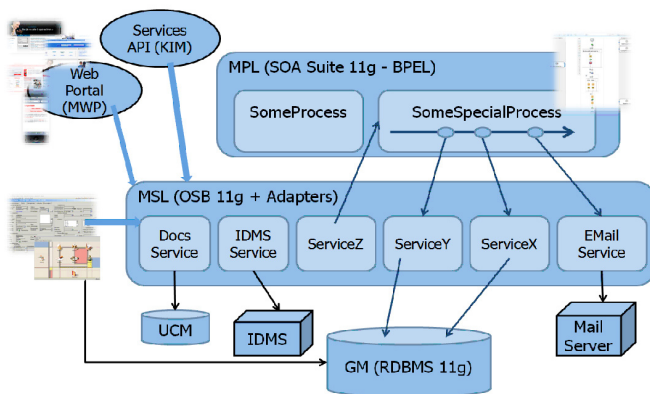 Services
API (KIM)
Web
Portal
(MWP)
MPL (SOA Suite 11g - BPEL)
SomeProcess
SomeSpecialProcess
MSL (OSB 11g + Adapters)
Docs
Service
IDMS
Service
ServiceZ
ServiceY
ServiceX
EMail
Service
UCM
IDMS
Mail
Server
GM (RDBMS 11g)